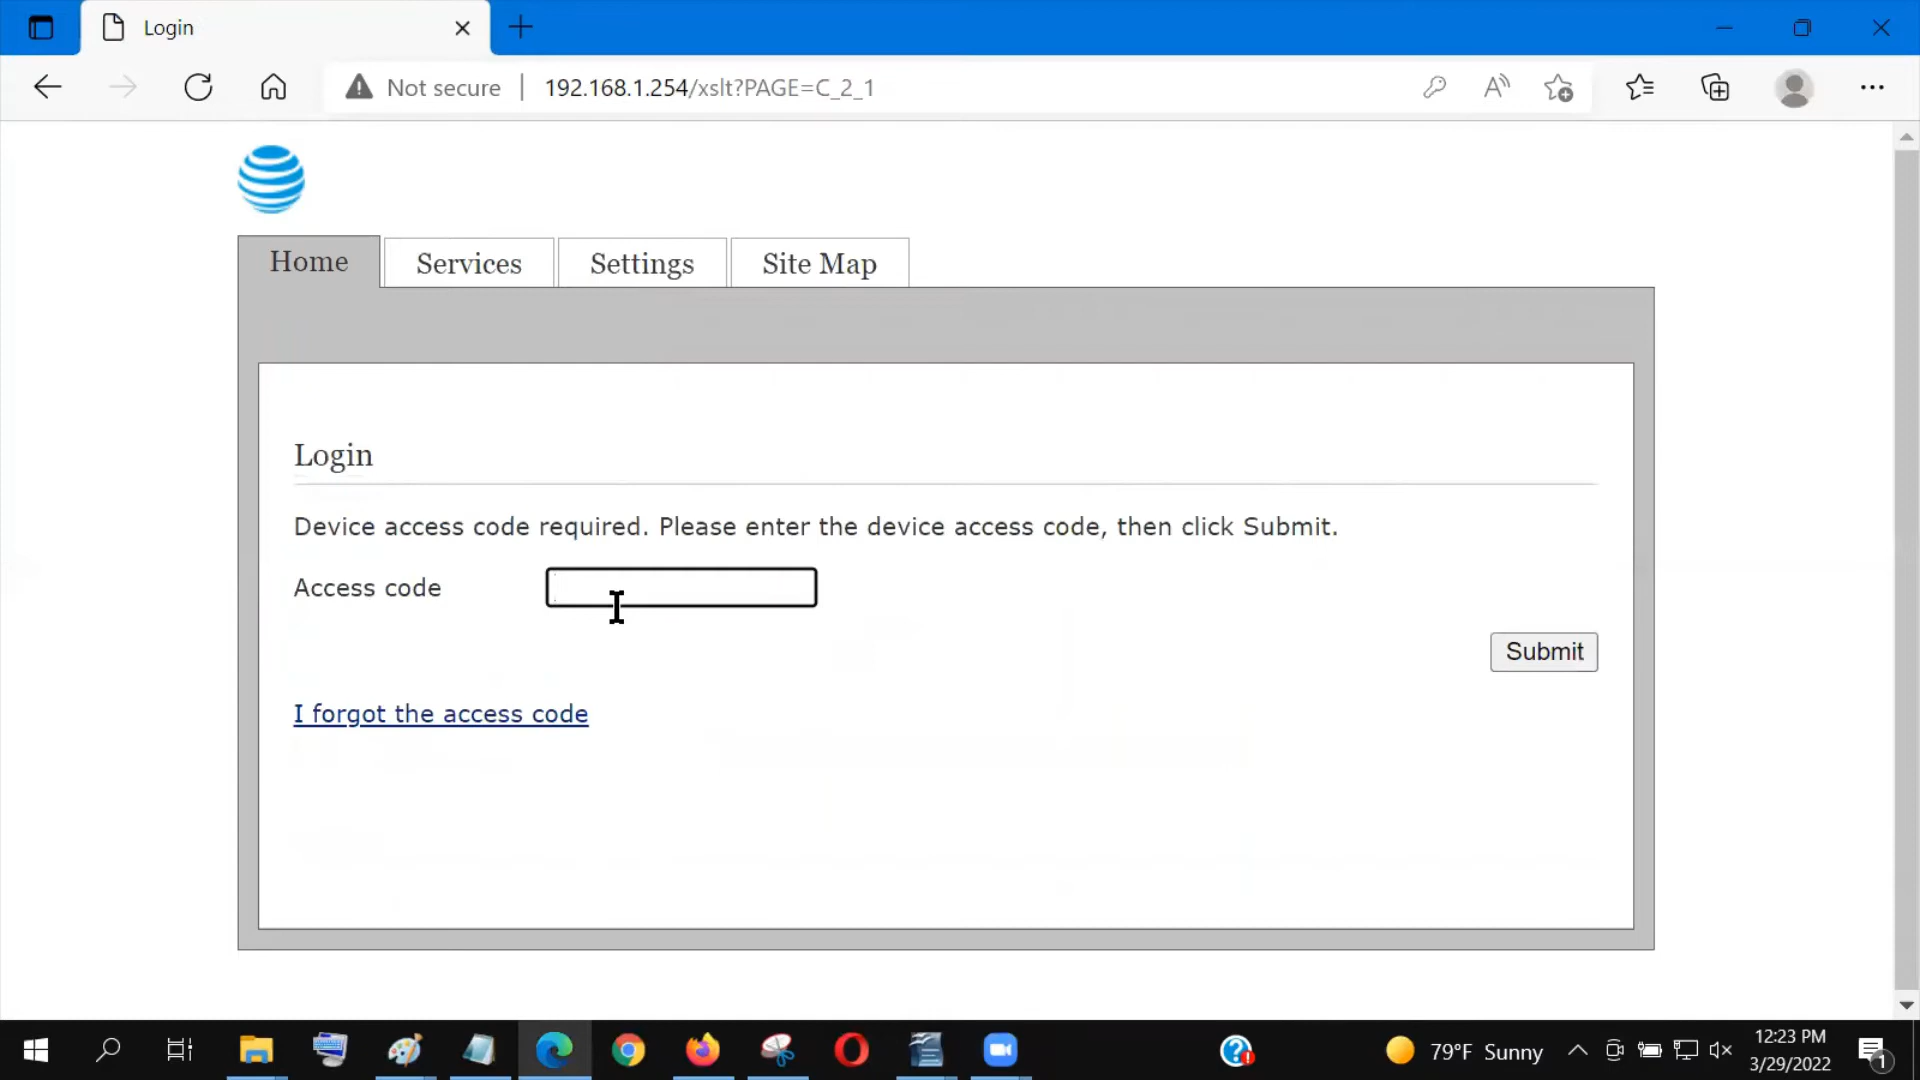 Login
Not secure
192.168.1.254/xslt?PAGE=C_2_1
Home
Services
Settings
Site Map
Login
Device access code required. Please enter the device access code, then click Submit.
Access code
Submit
I forgot the access code
79°F Sunny
12:23 PM
3/29/2022
1